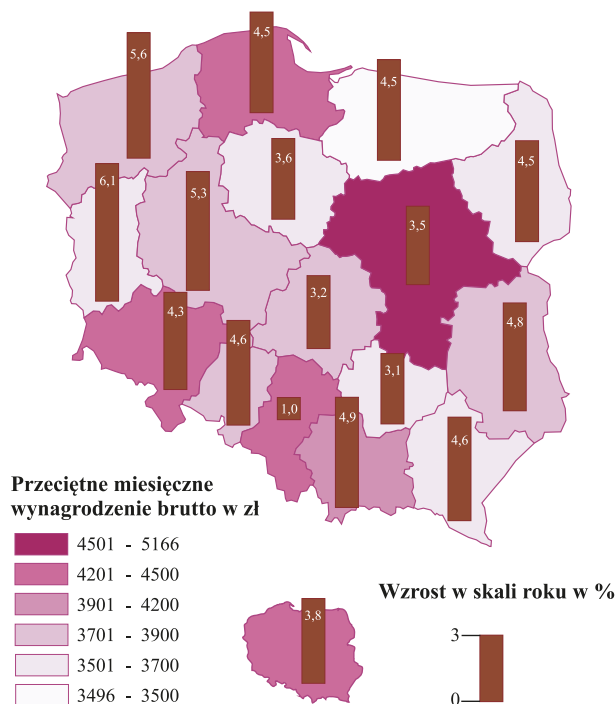 4,5
5,6
4,5
3,6
4,5
6,1
5,3
3,5
3,2
4,3
4,6
4,8
3,1
1,0
4,9
4,6
Przeciętne miesięczne
wynagrodzenie brutto w zł
4501 - 5166
4201 - 4500
3901 - 4200
3701 - 3900
3501 - 3700
3496 - 3500
3,8
Wzrost w skali roku w %
3
0